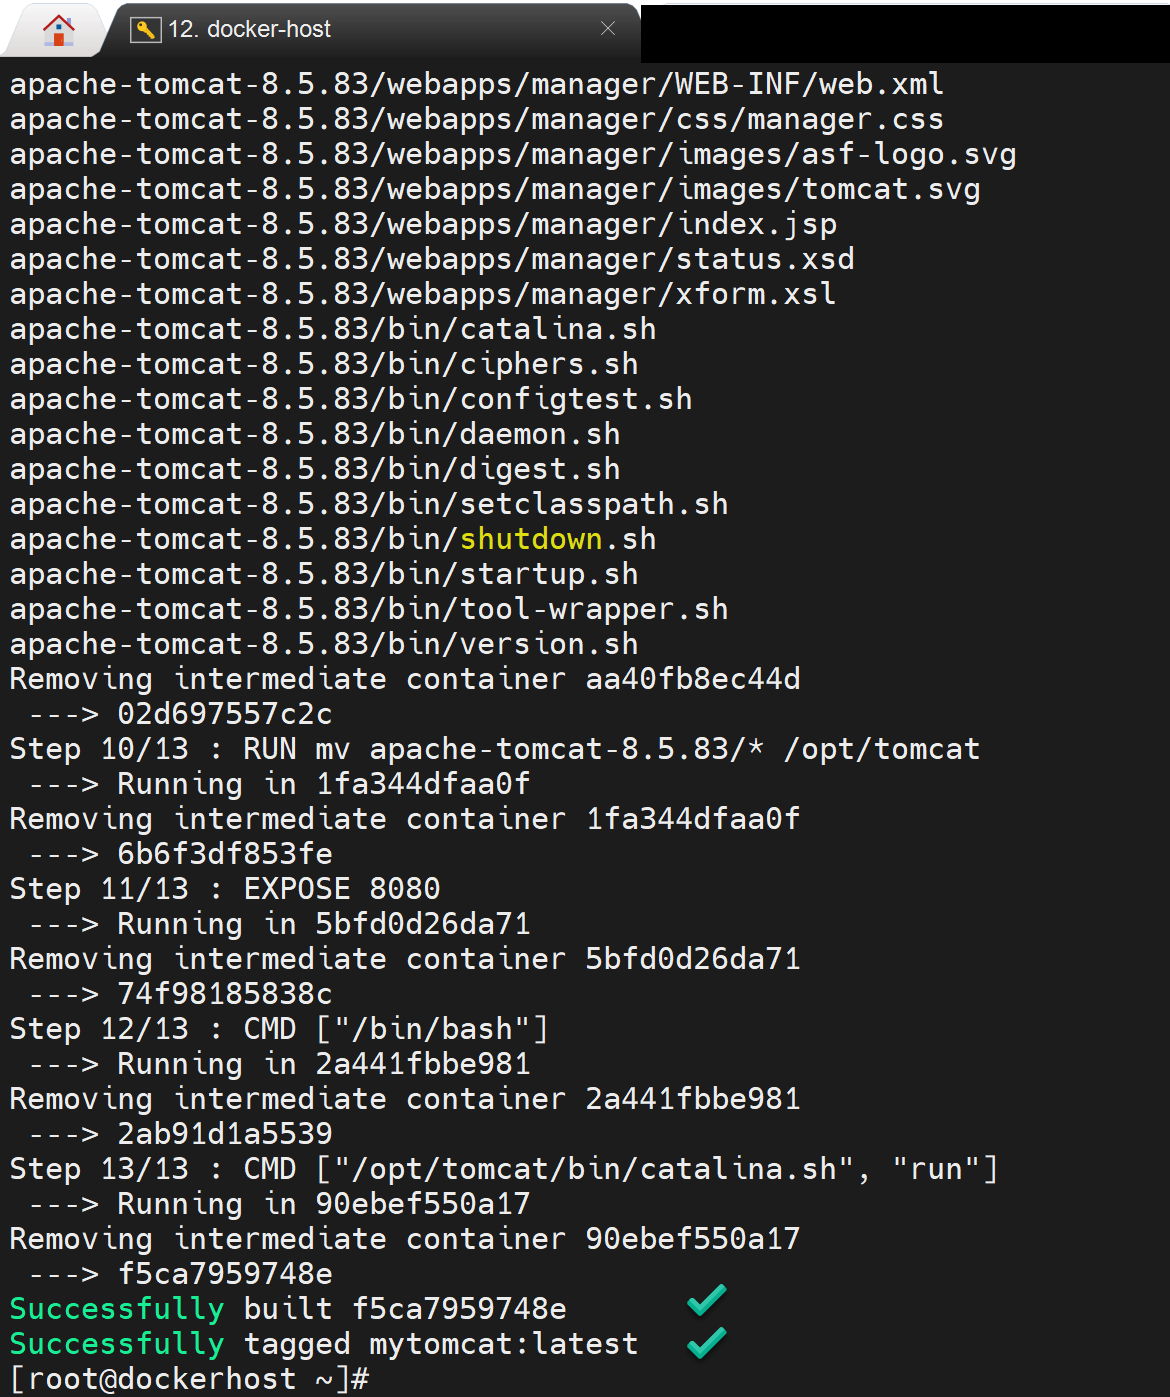 12. docker-host
apache-tomcat-8.5.83/webapps/manager/WEB-INF/web.xml
apache-tomcat-8.5.83/webapps/manager/css/manager.css
apache-tomcat-8.5.83/webapps/manager/images/asf-logo.svg
apache-tomcat-8.5.83/webapps/manager/images/tomcat.svg
apache-tomcat-8.5.83/webapps/manager/index.jsp
apache-tomcat-8.5.83/webapps/manager/status.xsd
apache-tomcat-8.5.83/webapps/manager/xform.xsl
apache-tomcat-8.5.83/bin/catalina.sh
apache-tomcat-8.5.83/bin/ciphers.sh
apache-tomcat-8.5.83/bin/configtest.sh
apache-tomcat-8.5.83/bin/daemon.sh
apache-tomcat-8.5.83/bin/digest.sh
apache-tomcat-8.5.83/bin/setclasspath.sh
apache-tomcat-8.5.83/bin/shutdown.sh
apache-tomcat-8.5.83/bin/startup.sh
apache-tomcat-8.5.83/bin/tool-wrapper.sh
apache-tomcat-8.5.83/bin/version.sh
Removing intermediate container aa40fb8ec44d
 ---> 02d697557c2c
Step 10/13 : RUN mv apache-tomcat-8.5.83/* /opt/tomcat
 ---> Running in 1fa344dfaa0f
Removing intermediate container 1fa344dfaa0f
 ---> 6b6f3df853fe
Step 11/13 : EXPOSE 8080
 ---> Running in 5bfd0d26da71
Removing intermediate container 5bfd0d26da71
 ---> 74f98185838c
Step 12/13 : CMD ["/bin/bash"]
 ---> Running in 2a441fbbe981
Removing intermediate container 2a441fbbe981
 ---> 2ab91d1a5539
Step 13/13 : CMD ["/opt/tomcat/bin/catalina.sh", "run"]
 ---> Running in 90ebef550a17
Removing intermediate container 90ebef550a17
 ---> f5ca7959748e
Successfully built f5ca7959748e
Successfully tagged mytomcat:latest
[root@dockerhost ~]#